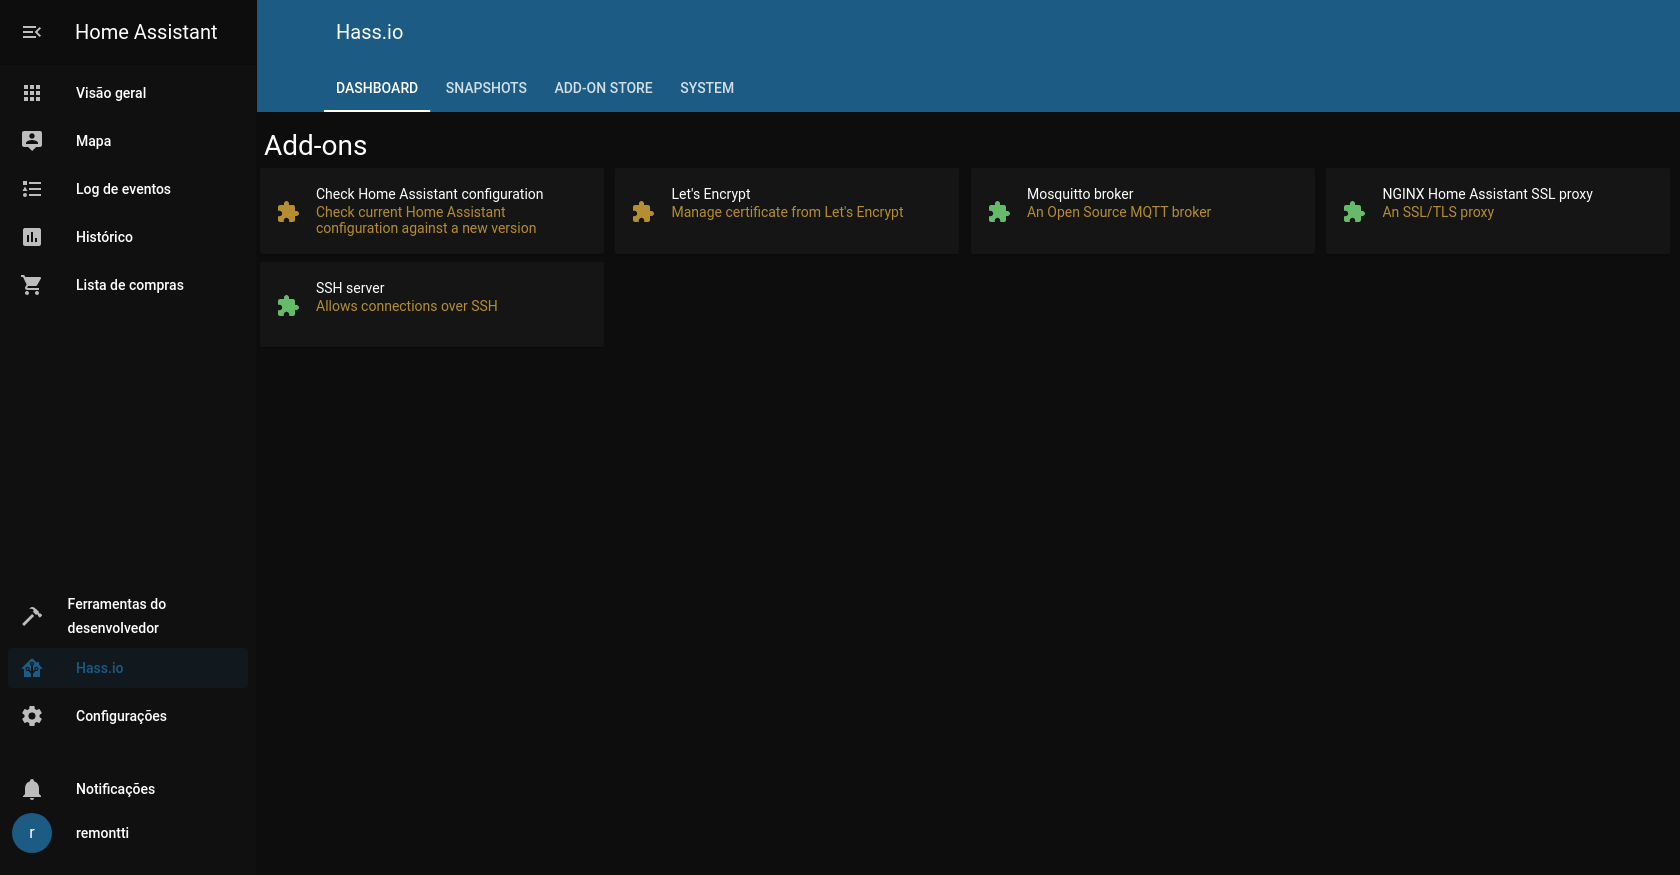 Home Assistant
Visão geral
Mapa
Log de eventos
Histórico
Lista de compras
Ferramentas do
desenvolvedor
Hass.io
Configurações
Notificações
r
remontti
Hass.io
DASHBOARD
SNAPSHOTS
ADD-ON STORE
SYSTEM
Add-ons
Check Home Assistant configuration
Check current Home Assistant
configuration against a new version
Let's Encrypt
Manage certificate from Let's Encrypt
Mosquitto broker
An Open Source MQTT broker
NGINX Home Assistant SSL proxy
An SSL/TLS proxy
SSH server
Allows connections over SSH